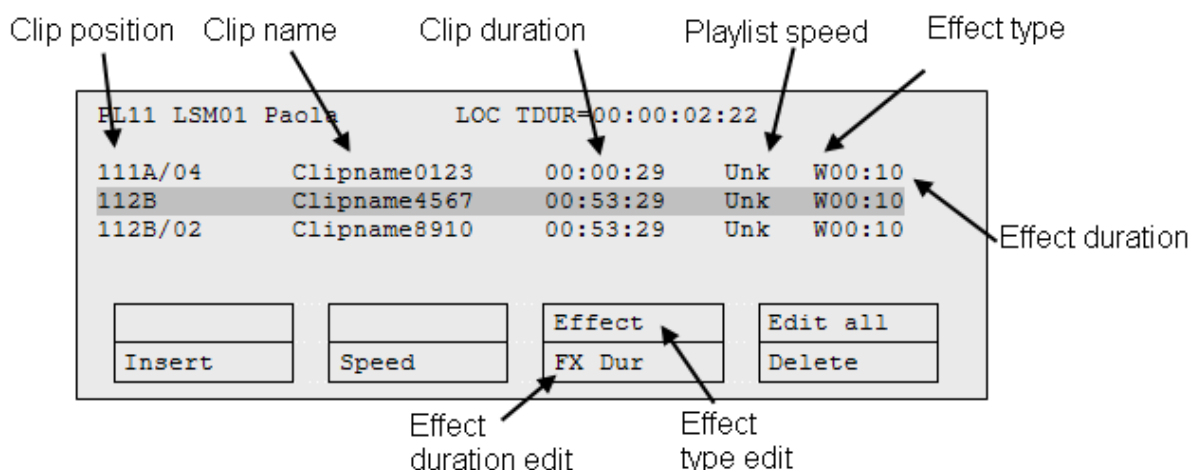 Clip position Clip name Clip duration Playlist speed Effect type
PL11 LSM01 Paola LOC TDUR=00:00:02:22
111A/04 Clipname0123 00:00:29 Unk W00:10
112B Clipname4567 00:53:29 Unk W00:10
112B/02 Clipname8910 00:53:29 Unk W00:10
Effect duration
Effect Edit all
Insert Speed FX Dur Delete
Effect duration edit
Effect type edit